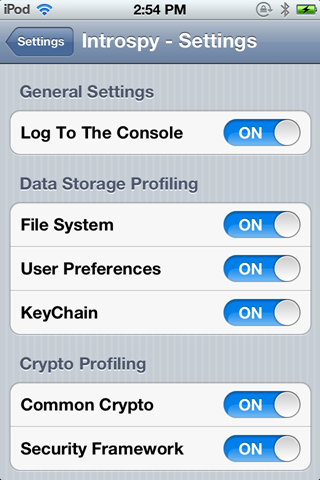 iPod 2:54 PM
Settings Introspy - Settings
General Settings
Log To The Console ON
Data Storage Profiling
File System ON
User Preferences ON
KeyChain ON
Crypto Profiling
Common Crypto ON
Security Framework ON